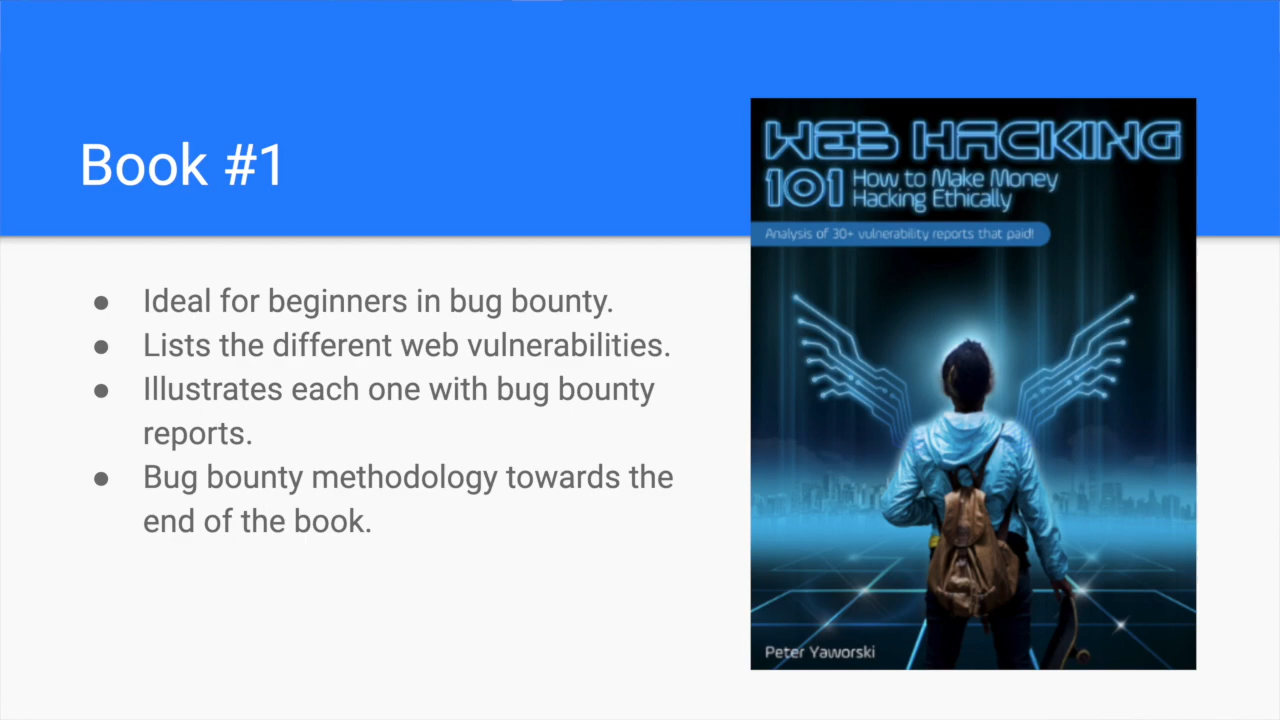 Book #1
● Ideal for beginners in bug bounty.
● Lists the different web vulnerabilities.
● Illustrates each one with bug bounty
reports.
● Bug bounty methodology towards the
end of the book.
WEB HACKING
101 How to Make Money
Hacking Ethically
Analysis of 30+ vulnerability reports that paid!
Peter Yaworski